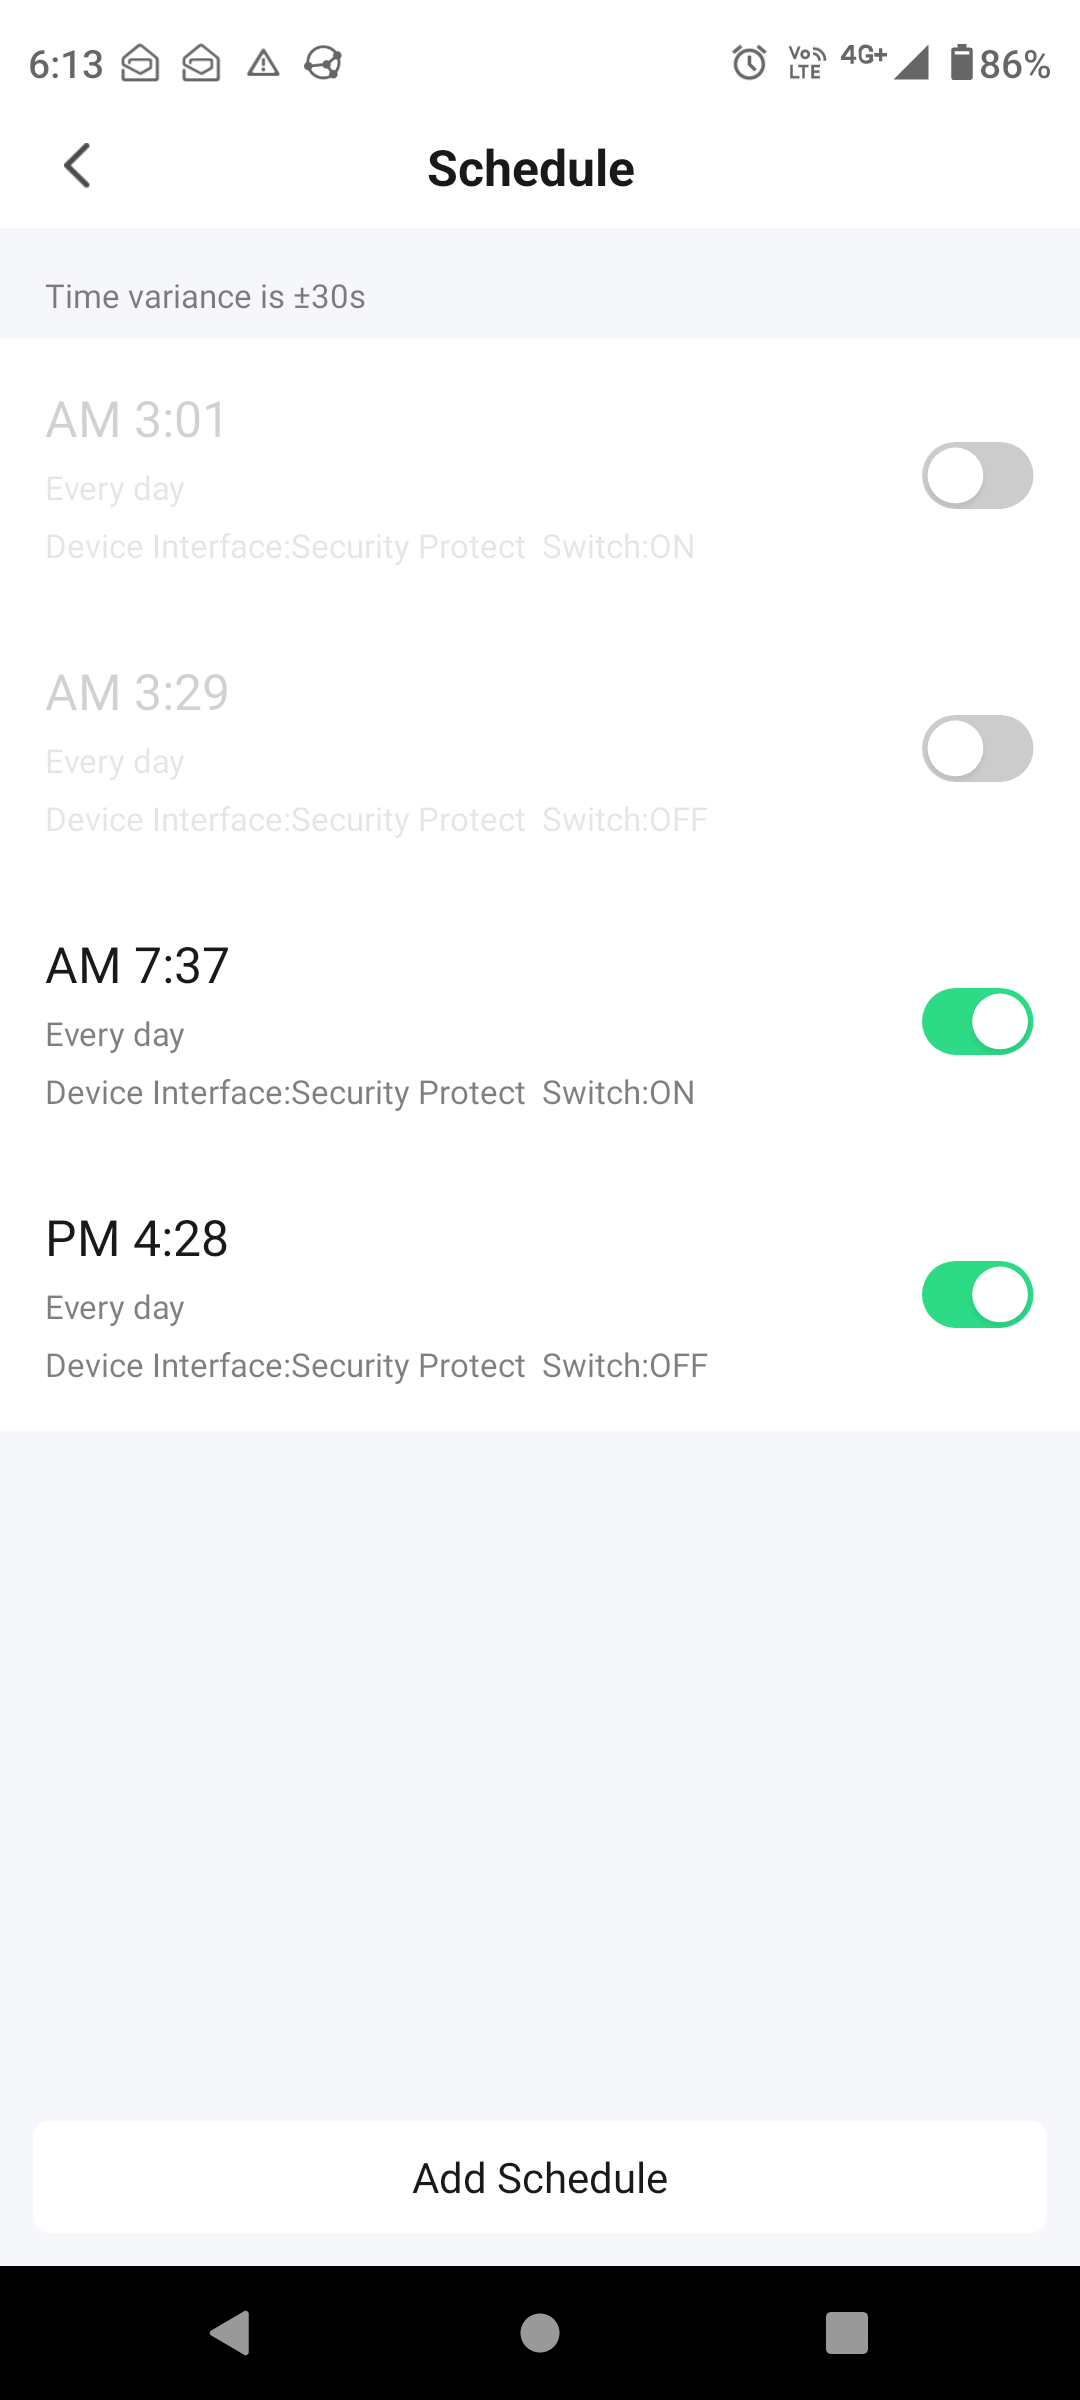 6:13 Vo LTE 4G+ 86%
Schedule
Time variance is ±30s
AM 3:01
Every day
Device Interface:Security Protect  Switch:ON
AM 3:29
Every day
Device Interface:Security Protect  Switch:OFF
AM 7:37
Every day
Device Interface:Security Protect  Switch:ON
PM 4:28
Every day
Device Interface:Security Protect  Switch:OFF
Add Schedule